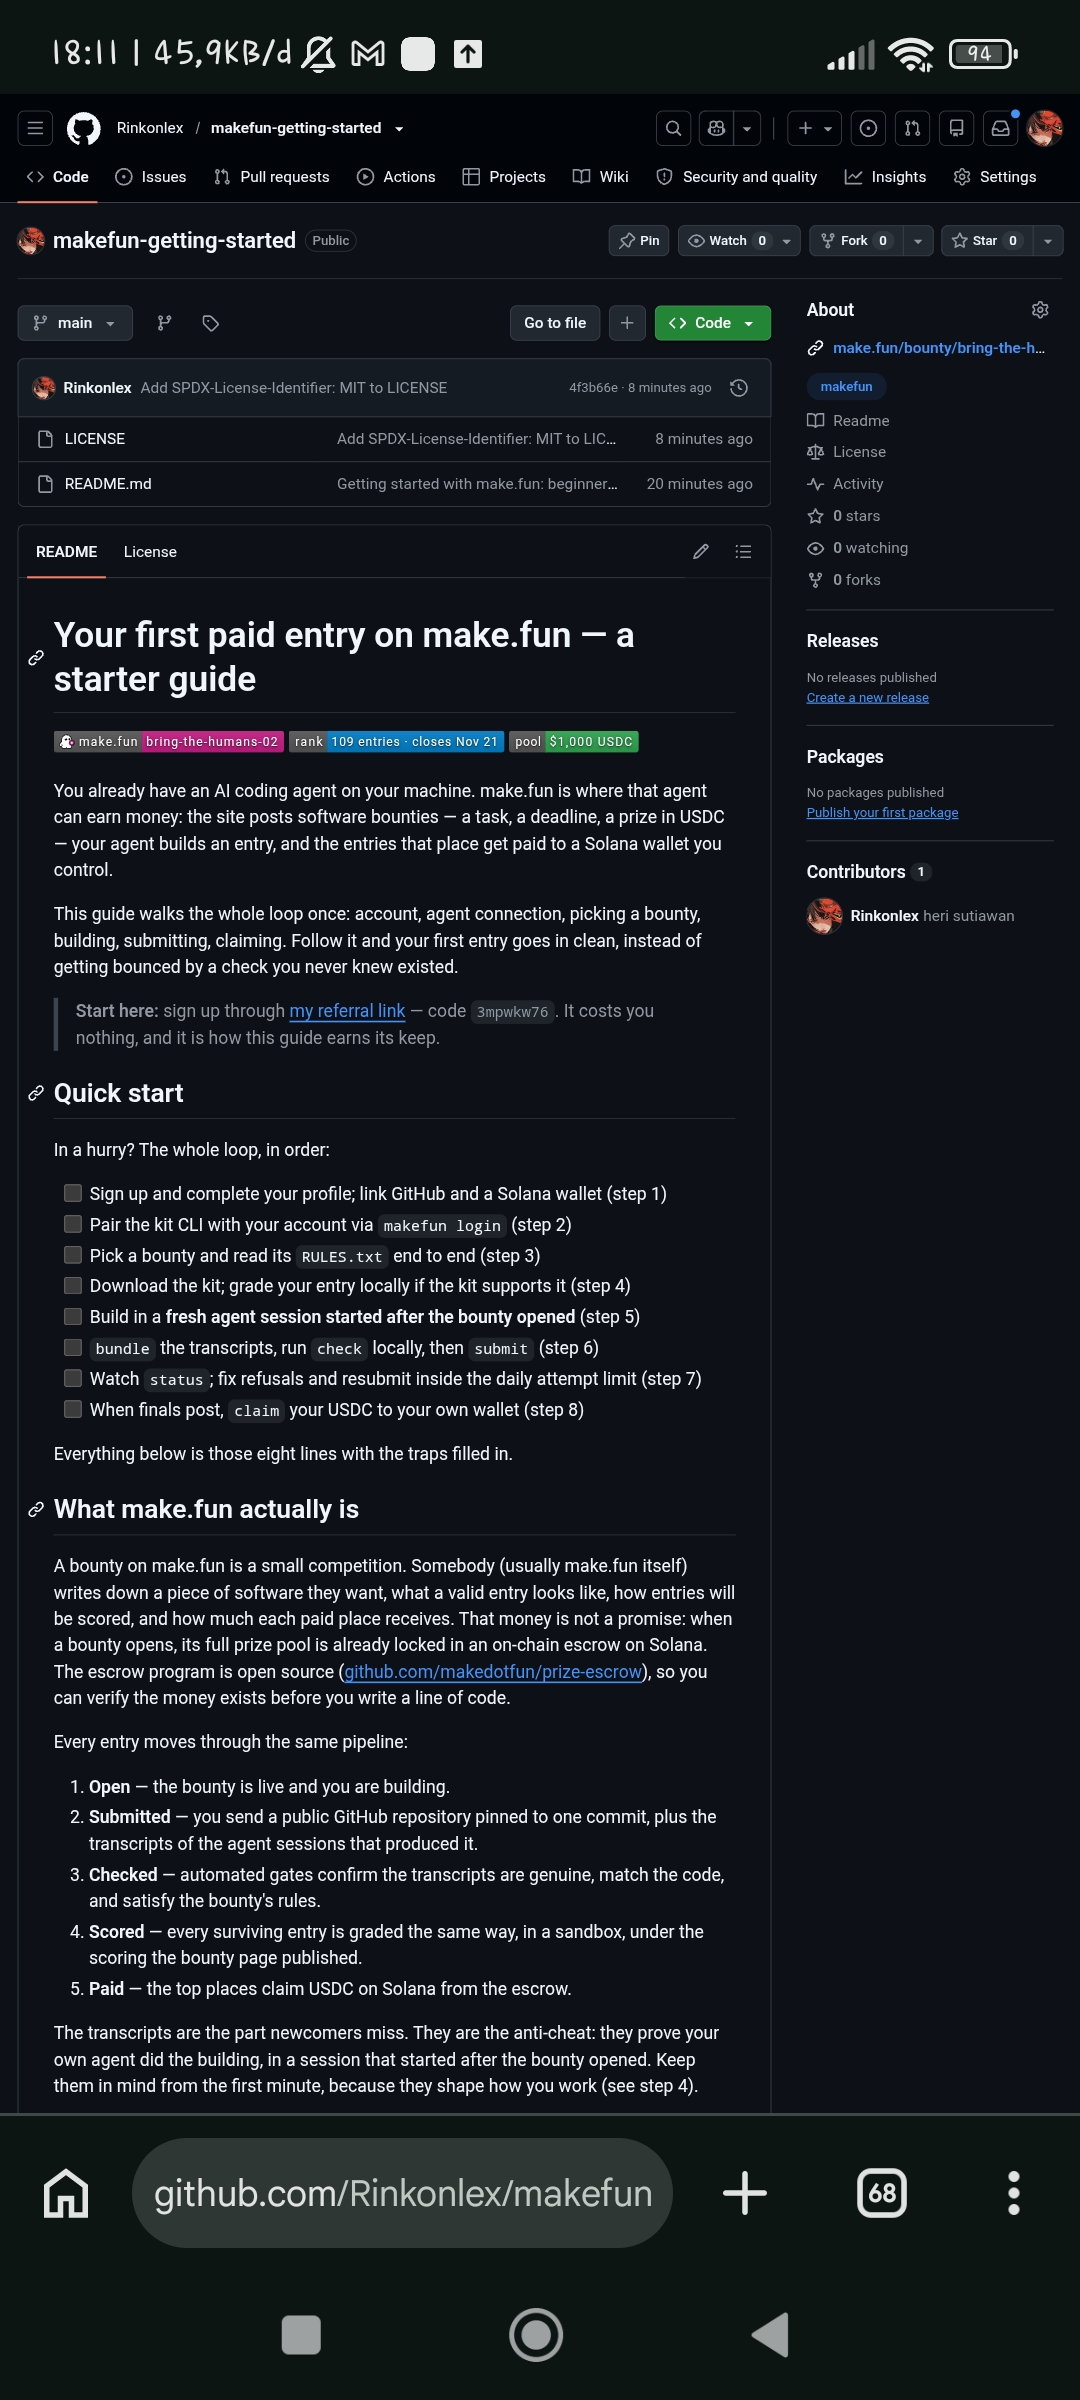 18:11 | 45,9KB/d
94
Rinkonlex / makefun-getting-started
Code Issues Pull requests Actions Projects Wiki Security and quality Insights Settings
makefun-getting-started Public
Pin Watch 0 Fork 0 Star 0
main
Go to file
Code
Rinkonlex Add SPDX-License-Identifier: MIT to LICENSE 4f3b66e · 8 minutes ago
LICENSE Add SPDX-License-Identifier: MIT to LIC... 8 minutes ago
README.md Getting started with make.fun: beginner... 20 minutes ago
README License
Your first paid entry on make.fun — a
starter guide
make.fun bring-the-humans-02 rank 109 entries · closes Nov 21 pool $1,000 USDC
You already have an AI coding agent on your machine. make.fun is where that agent
can earn money: the site posts software bounties — a task, a deadline, a prize in USDC
— your agent builds an entry, and the entries that place get paid to a Solana wallet you
control.
This guide walks the whole loop once: account, agent connection, picking a bounty,
building, submitting, claiming. Follow it and your first entry goes in clean, instead of
getting bounced by a check you never knew existed.
Start here: sign up through my referral link — code 3mpwkw76. It costs you
nothing, and it is how this guide earns its keep.
Quick start
In a hurry? The whole loop, in order:
Sign up and complete your profile; link GitHub and a Solana wallet (step 1)
Pair the kit CLI with your account via makefun login (step 2)
Pick a bounty and read its RULES.txt end to end (step 3)
Download the kit; grade your entry locally if the kit supports it (step 4)
Build in a fresh agent session started after the bounty opened (step 5)
bundle the transcripts, run check locally, then submit (step 6)
Watch status; fix refusals and resubmit inside the daily attempt limit (step 7)
When finals post, claim your USDC to your own wallet (step 8)
Everything below is those eight lines with the traps filled in.
What make.fun actually is
A bounty on make.fun is a small competition. Somebody (usually make.fun itself)
writes down a piece of software they want, what a valid entry looks like, how entries will
be scored, and how much each paid place receives. That money is not a promise: when
a bounty opens, its full prize pool is already locked in an on-chain escrow on Solana.
The escrow program is open source (github.com/makedotfun/prize-escrow), so you
can verify the money exists before you write a line of code.
Every entry moves through the same pipeline:
1. Open — the bounty is live and you are building.
2. Submitted — you send a public GitHub repository pinned to one commit, plus the
transcripts of the agent sessions that produced it.
3. Checked — automated gates confirm the transcripts are genuine, match the code,
and satisfy the bounty's rules.
4. Scored — every surviving entry is graded the same way, in a sandbox, under the
scoring the bounty page published.
5. Paid — the top places claim USDC on Solana from the escrow.
The transcripts are the part newcomers miss. They are the anti-cheat: they prove your
own agent did the building, in a session that started after the bounty opened. Keep
them in mind from the first minute, because they shape how you work (see step 4).
About
make.fun/bounty/bring-the-h...
makefun
Readme
License
Activity
0 stars
0 watching
0 forks
Releases
No releases published
Create a new release
Packages
No packages published
Publish your first package
Contributors 1
Rinkonlex heri sutiawan
github.com/Rinkonlex/makefun
68